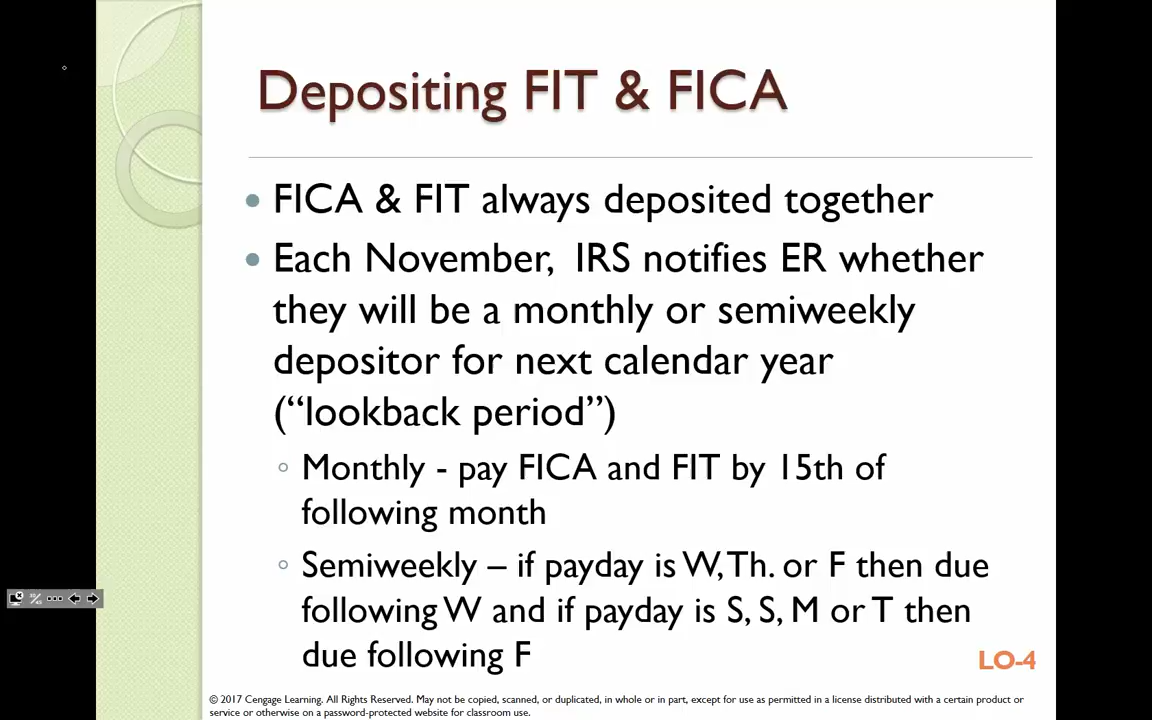 Depositing FIT & FICA
• FICA & FIT always deposited together
• Each November, IRS notifies ER whether
they will be a monthly or semiweekly
depositor for next calendar year
(“lookback period”)
◦ Monthly - pay FICA and FIT by 15th of
following month
◦ Semiweekly – if payday is W, Th. or F then due
following W and if payday is S, S, M or T then
due following F
LO-4
© 2017 Cengage Learning. All Rights Reserved. May not be copied, scanned, or duplicated, in whole or in part, except for use as permitted in a license distributed with a certain product or
service or otherwise on a password-protected website for classroom use.